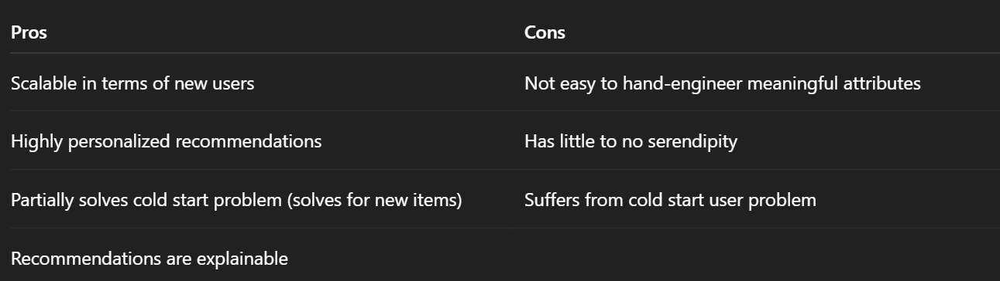 Pros Cons
Scalable in terms of new users Not easy to hand-engineer meaningful attributes
Highly personalized recommendations Has little to no serendipity
Partially solves cold start problem (solves for new items) Suffers from cold start user problem
Recommendations are explainable